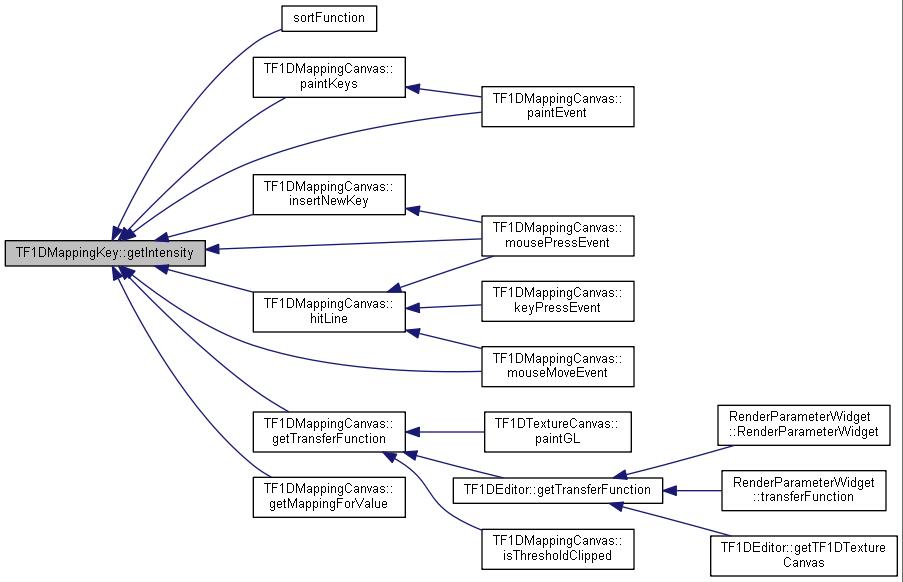 sortFunction
TF1DMappingCanvas::
paintKeys
TF1DMappingCanvas::
paintEvent
TF1DMappingCanvas::
insertNewKey
TF1DMappingCanvas::
mousePressEvent
TF1DMappingKey::getIntensity
TF1DMappingCanvas::
hitLine
TF1DMappingCanvas::
keyPressEvent
TF1DMappingCanvas::
mouseMoveEvent
TF1DMappingCanvas::
getTransferFunction
TF1DTextureCanvas::
paintGL
RenderParameterWidget
::RenderParameterWidget
TF1DMappingCanvas::
getMappingForValue
TF1DEditor::getTransferFunction
RenderParameterWidget
::transferFunction
TF1DMappingCanvas::
isThresholdClipped
TF1DEditor::getTF1DTexture
Canvas